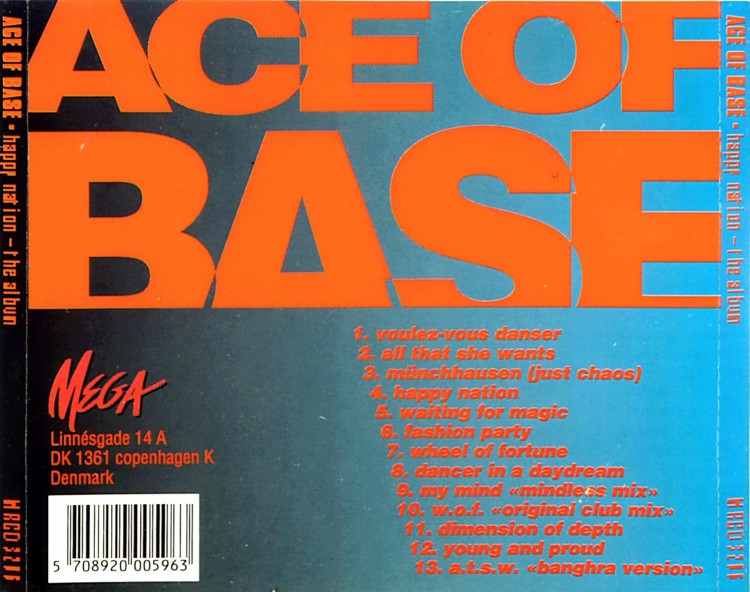 ACE OF BASE • happy nation – the album
ACE OF
BASE
1. voulez-vous danser
2. all that she wants
3. münchhausen (just chaos)
4. happy nation
5. waiting for magic
6. fashion party
7. wheel of fortune
8. dancer in a daydream
9. my mind «mindless mix»
10. w.o.f. «original club mix»
11. dimension of depth
12. young and proud
13. a.t.s.w. «banghra version»
MEGA
Linnésgade 14 A
DK 1361 copenhagen K
Denmark
5 708920 005963
ACE OF BASE • happy nation – the album